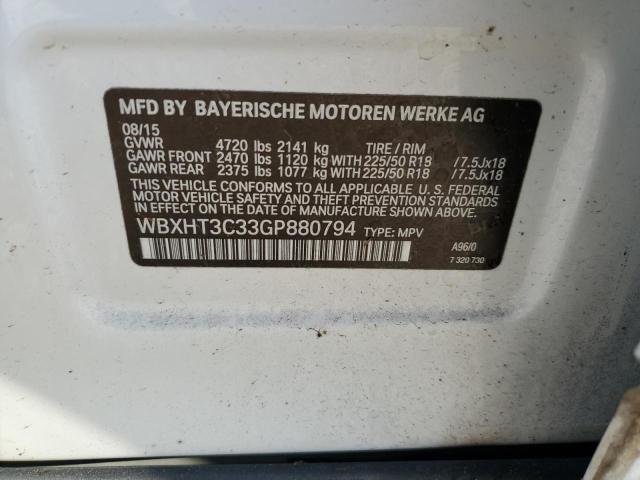 MFD BY BAYERISCHE MOTOREN WERKE AG
08/15
GVWR 4720 lbs 2141 kg TIRE / RIM
GAWR FRONT 2470 lbs 1120 kg WITH 225/50 R18 /7.5Jx18
GAWR REAR 2375 lbs 1077 kg WITH 225/50 R18 /7.5Jx18
THIS VEHICLE CONFORMS TO ALL APPLICABLE U. S. FEDERAL
MOTOR VEHICLE SAFETY AND THEFT PREVENTION STANDARDS
IN EFFECT ON THE DATE OF MANUFACTURE SHOWN ABOVE.
WBXHT3C33GP880794 TYPE: MPV A96/0
7 320 730